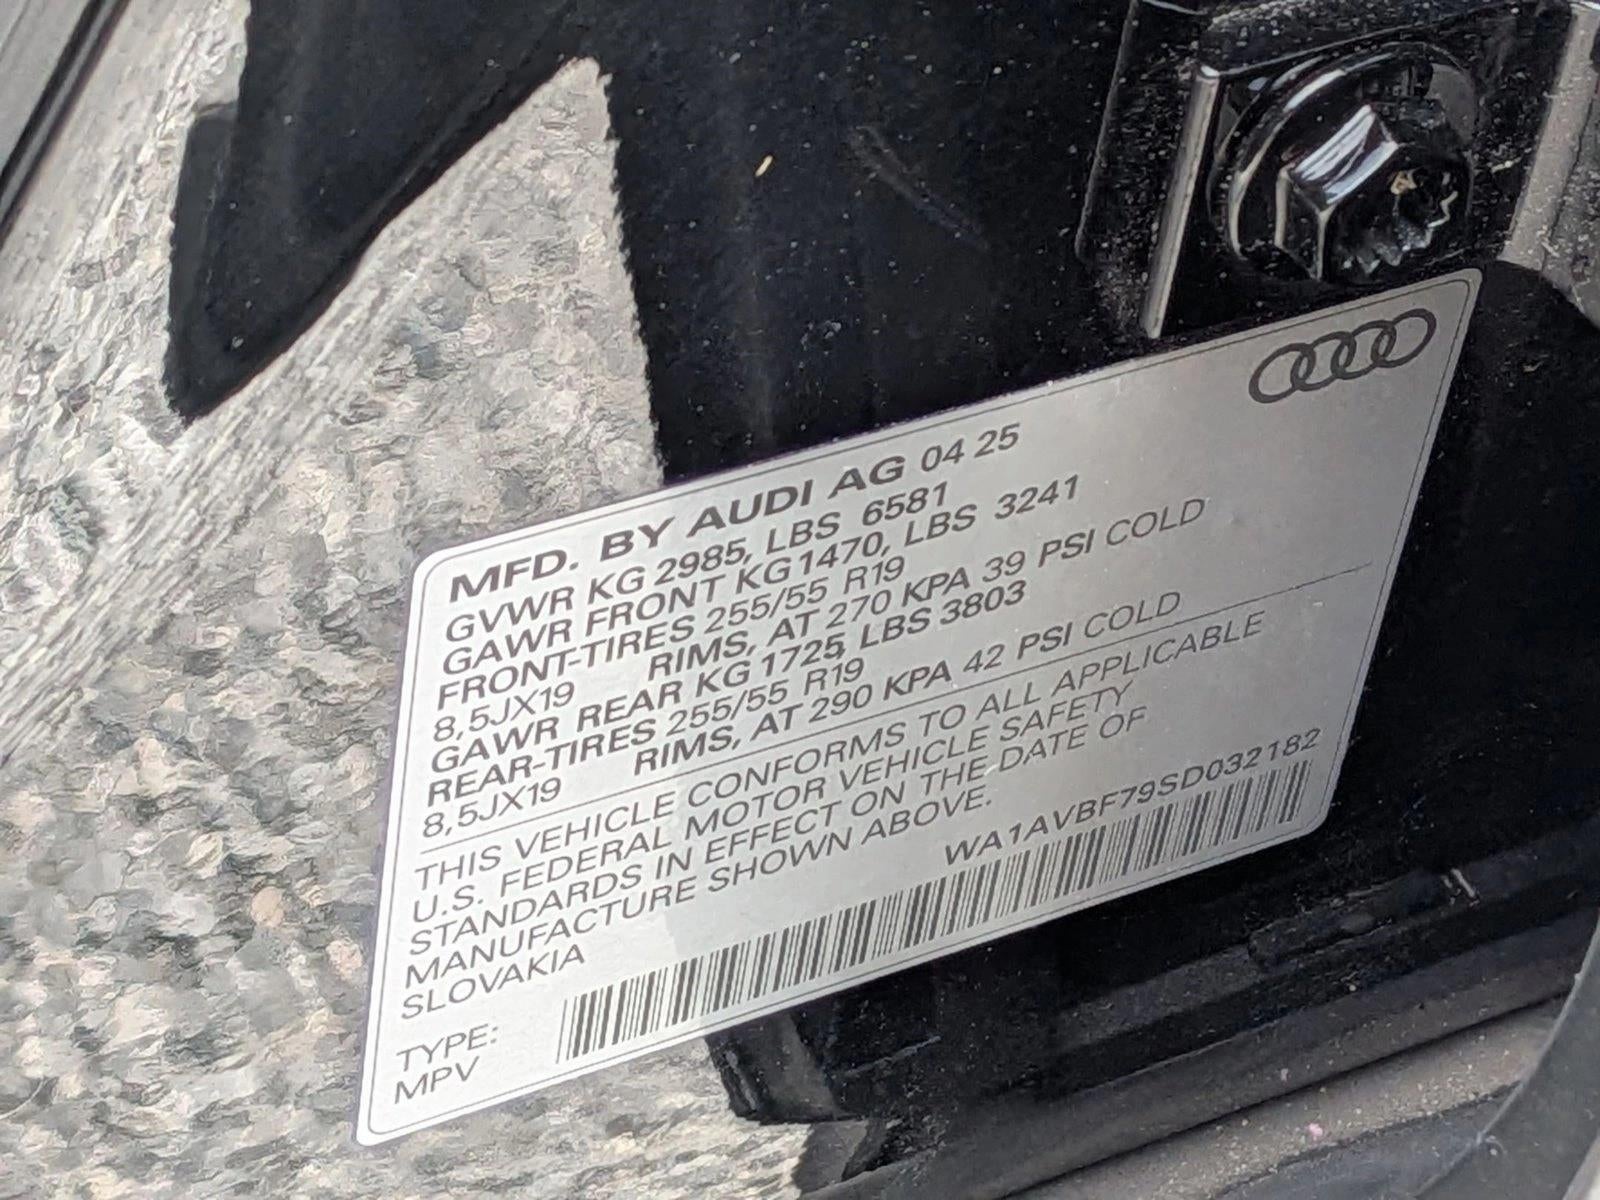 MFD. BY AUDI AG 04 25
GVWR KG 2985, LBS 6581
GAWR FRONT KG 1470, LBS 3241
FRONT-TIRES 255/55 R19
8,5JX19 RIMS, AT 270 KPA 39 PSI COLD
GAWR REAR KG 1725, LBS 3803
REAR-TIRES 255/55 R19
8,5JX19 RIMS, AT 290 KPA 42 PSI COLD
THIS VEHICLE CONFORMS TO ALL APPLICABLE
U.S. FEDERAL MOTOR VEHICLE SAFETY
STANDARDS IN EFFECT ON THE DATE OF
MANUFACTURE SHOWN ABOVE.
SLOVAKIA
WA1AVBF79SD032182
TYPE:
MPV